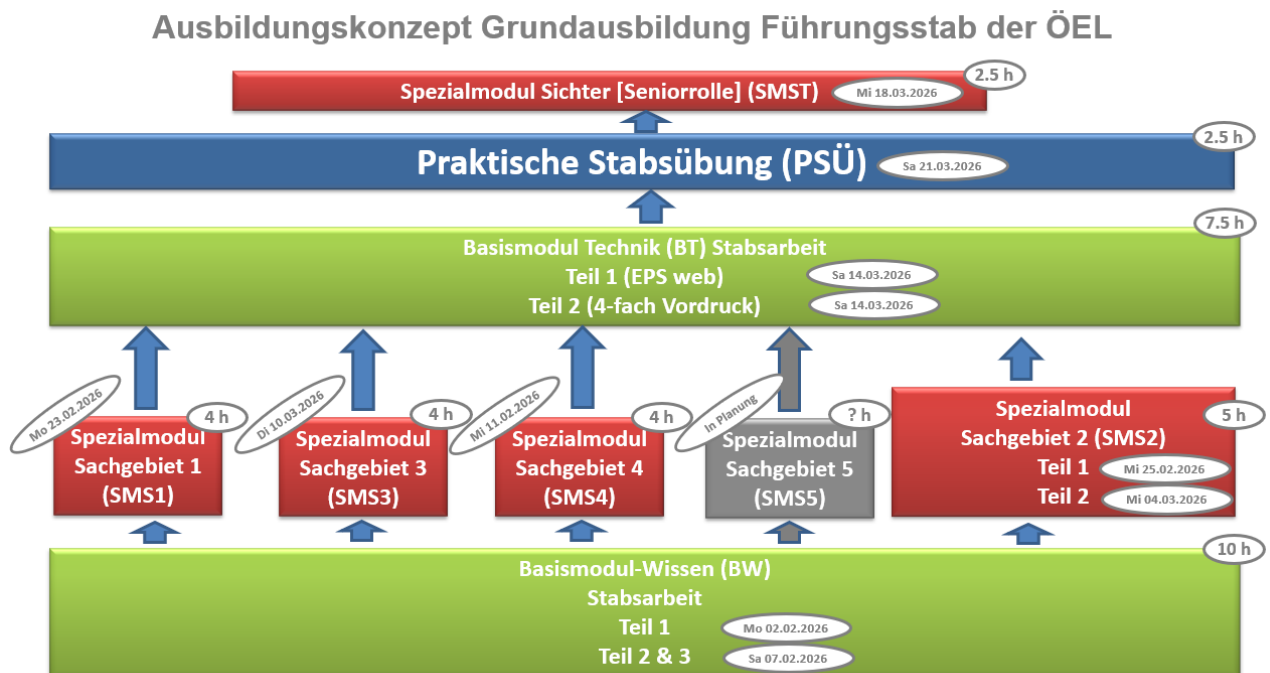 Ausbildungskonzept Grundausbildung Führungsstab der ÖEL
2.5 h
Spezialmodul Sichter [Seniorrolle] (SMST)
Mi 18.03.2026
2.5 h
Praktische Stabsübung (PSÜ)
Sa 21.03.2026
7.5 h
Basismodul Technik (BT) Stabsarbeit
Teil 1 (EPS web)
Sa 14.03.2026
Teil 2 (4-fach Vordruck)
Sa 14.03.2026
Mo 23.02.2026
4 h
Spezialmodul
Sachgebiet 1
(SMS1)
Di 10.03.2026
4 h
Spezialmodul
Sachgebiet 3
(SMS3)
Mi 11.02.2026
4 h
Spezialmodul
Sachgebiet 4
(SMS4)
In Planung
? h
Spezialmodul
Sachgebiet 5
(SMS5)
5 h
Spezialmodul
Sachgebiet 2 (SMS2)
Teil 1
Mi 25.02.2026
Teil 2
Mi 04.03.2026
10 h
Basismodul-Wissen (BW)
Stabsarbeit
Teil 1
Mo 02.02.2026
Teil 2 & 3
Sa 07.02.2026